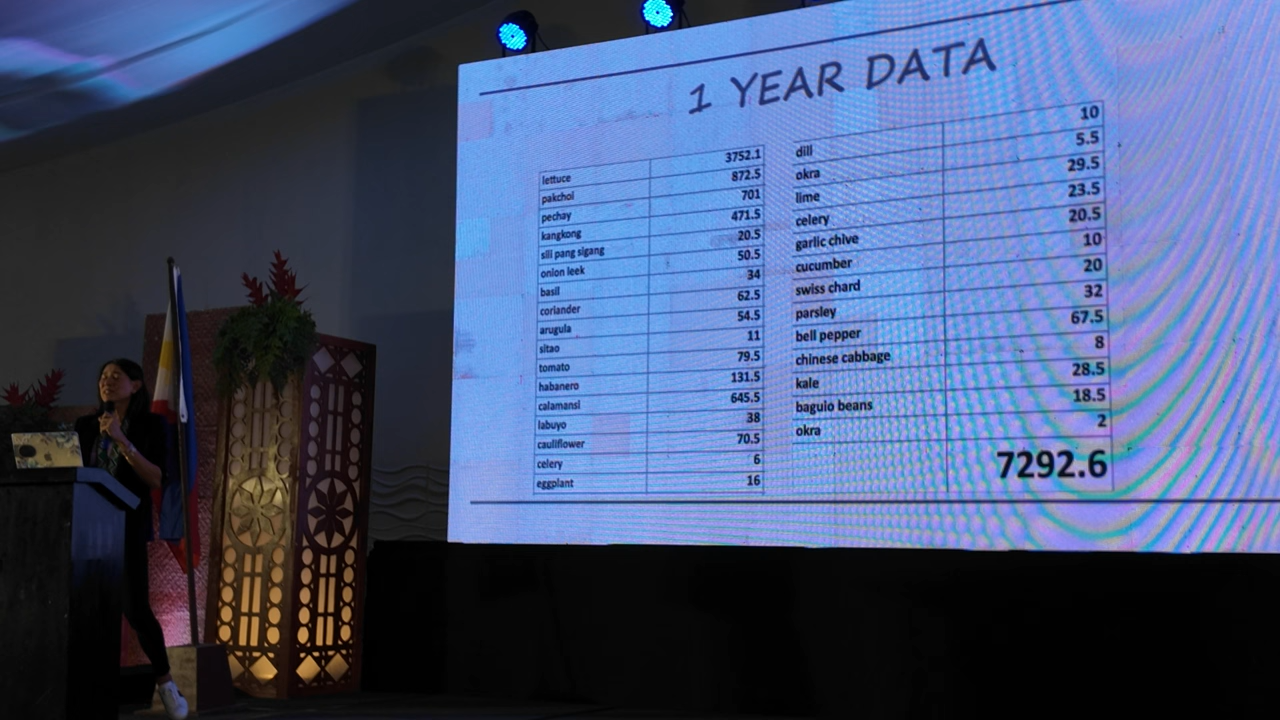 1 YEAR DATA
lettuce 3752.1
pakchoi 872.5
pechay 701
kangkong 471.5
sili pang sigang 20.5
onion leek 50.5
basil 34
coriander 62.5
arugula 54.5
sitao 11
tomato 79.5
habanero 131.5
calamansi 645.5
labuyo 38
cauliflower 70.5
celery 6
eggplant 16
dill 10
okra 5.5
lime 29.5
celery 23.5
garlic chive 20.5
cucumber 10
swiss chard 20
parsley 32
bell pepper 67.5
chinese cabbage 8
kale 28.5
baguio beans 18.5
okra 2
7292.6